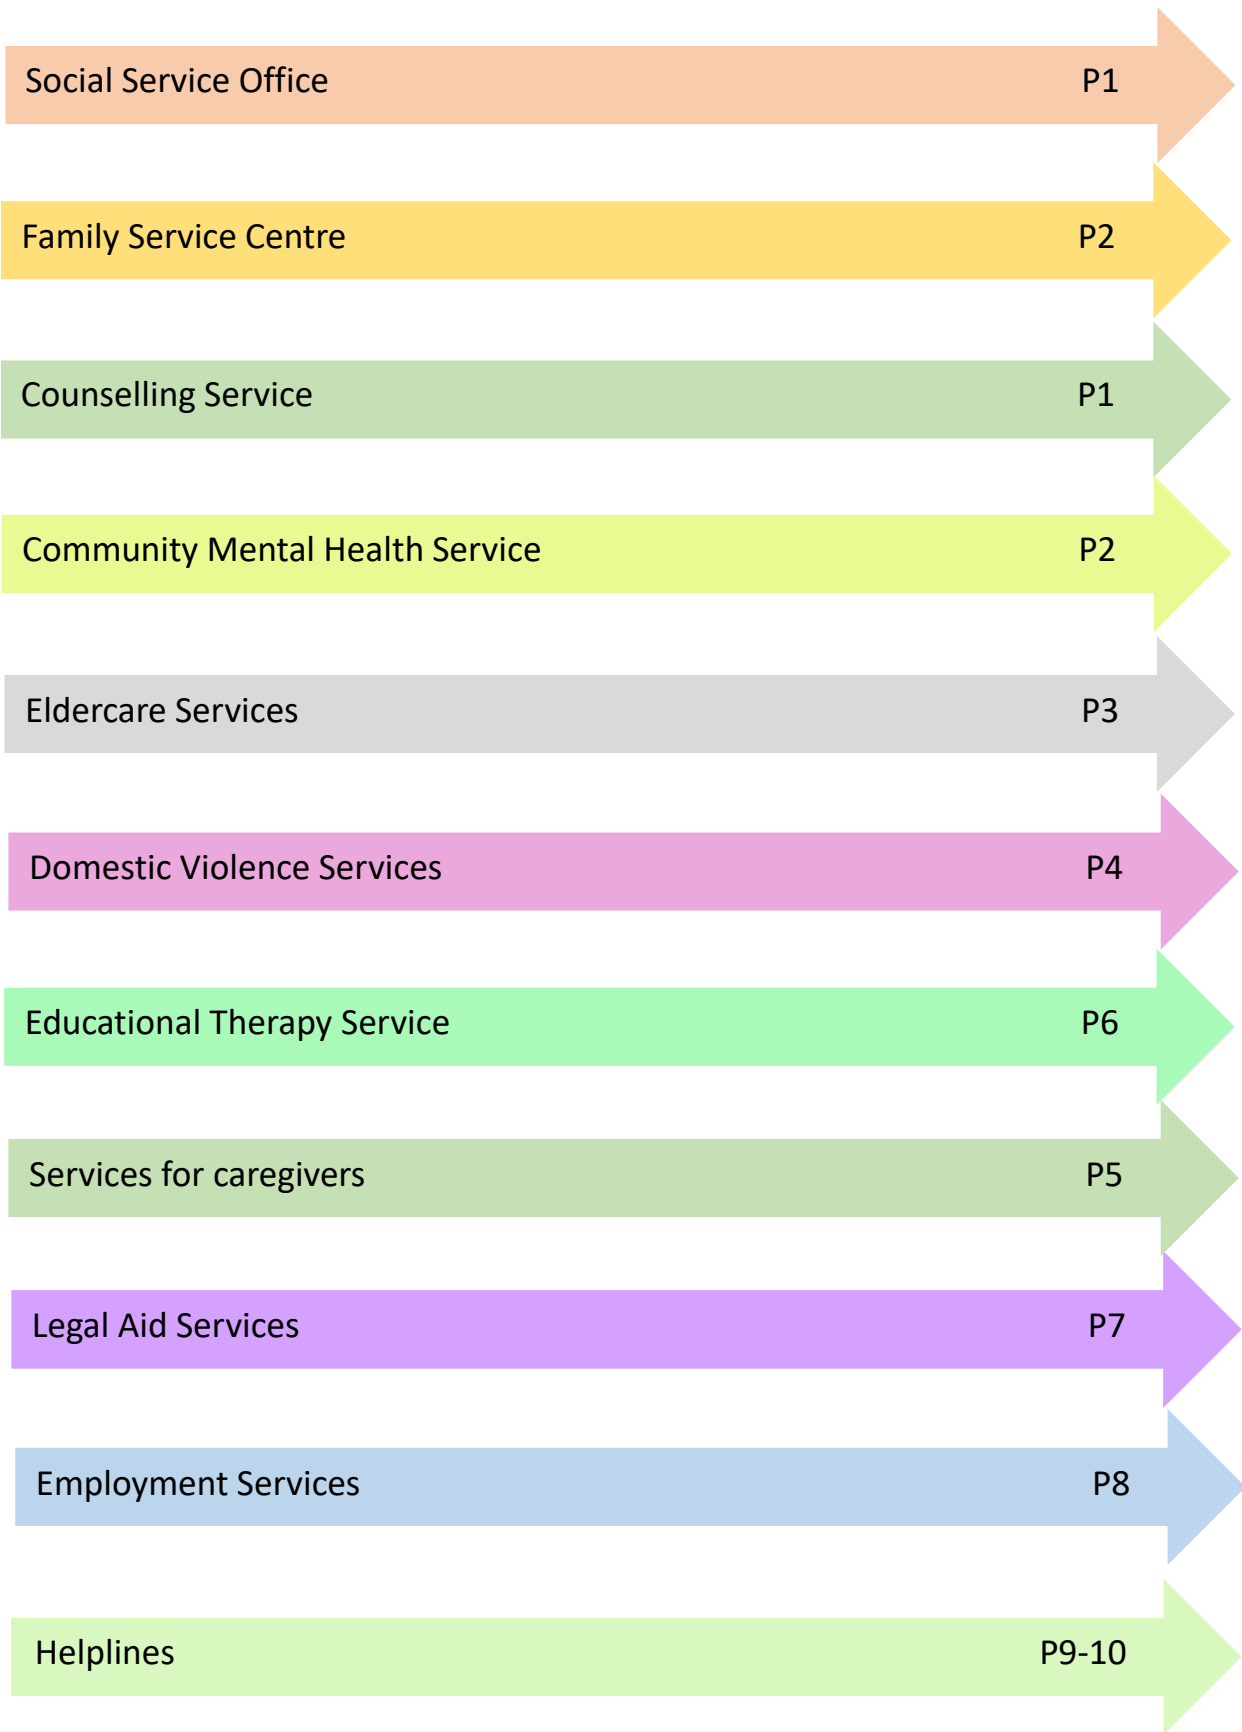 Social Service Office P1
Family Service Centre P2
Counselling Service P1
Community Mental Health Service P2
Eldercare Services P3
Domestic Violence Services P4
Educational Therapy Service P6
Services for caregivers P5
Legal Aid Services P7
Employment Services P8
Helplines P9-10